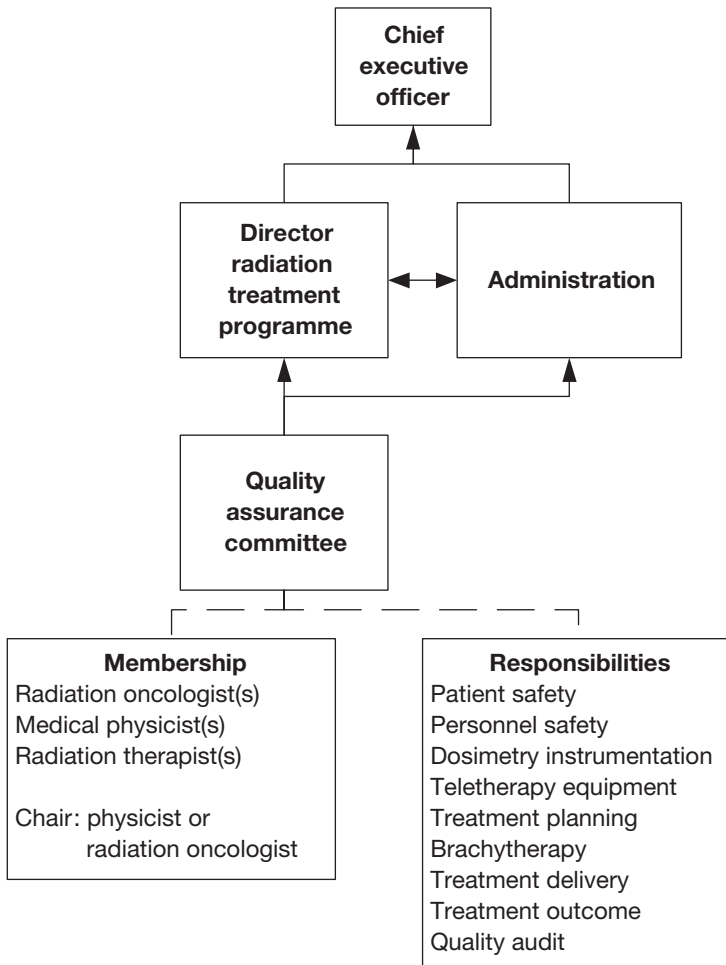 Chief
executive
officer
Director
radiation
treatment
programme
Administration
Quality
assurance
committee
Membership
Radiation oncologist(s)
Medical physicist(s)
Radiation therapist(s)
Chair: physicist or
radiation oncologist
Responsibilities
Patient safety
Personnel safety
Dosimetry instrumentation
Teletherapy equipment
Treatment planning
Brachytherapy
Treatment delivery
Treatment outcome
Quality audit